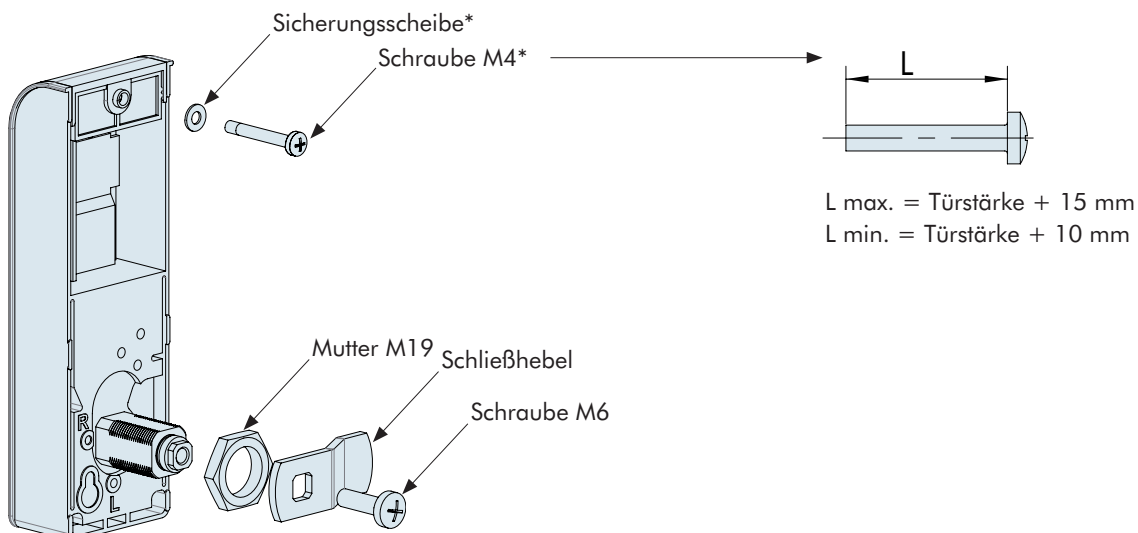 Sicherungsscheibe*
Schraube M4*
L
L max. = Türstärke + 15 mm
L min. = Türstärke + 10 mm
Mutter M19
Schließhebel
Schraube M6
R
L